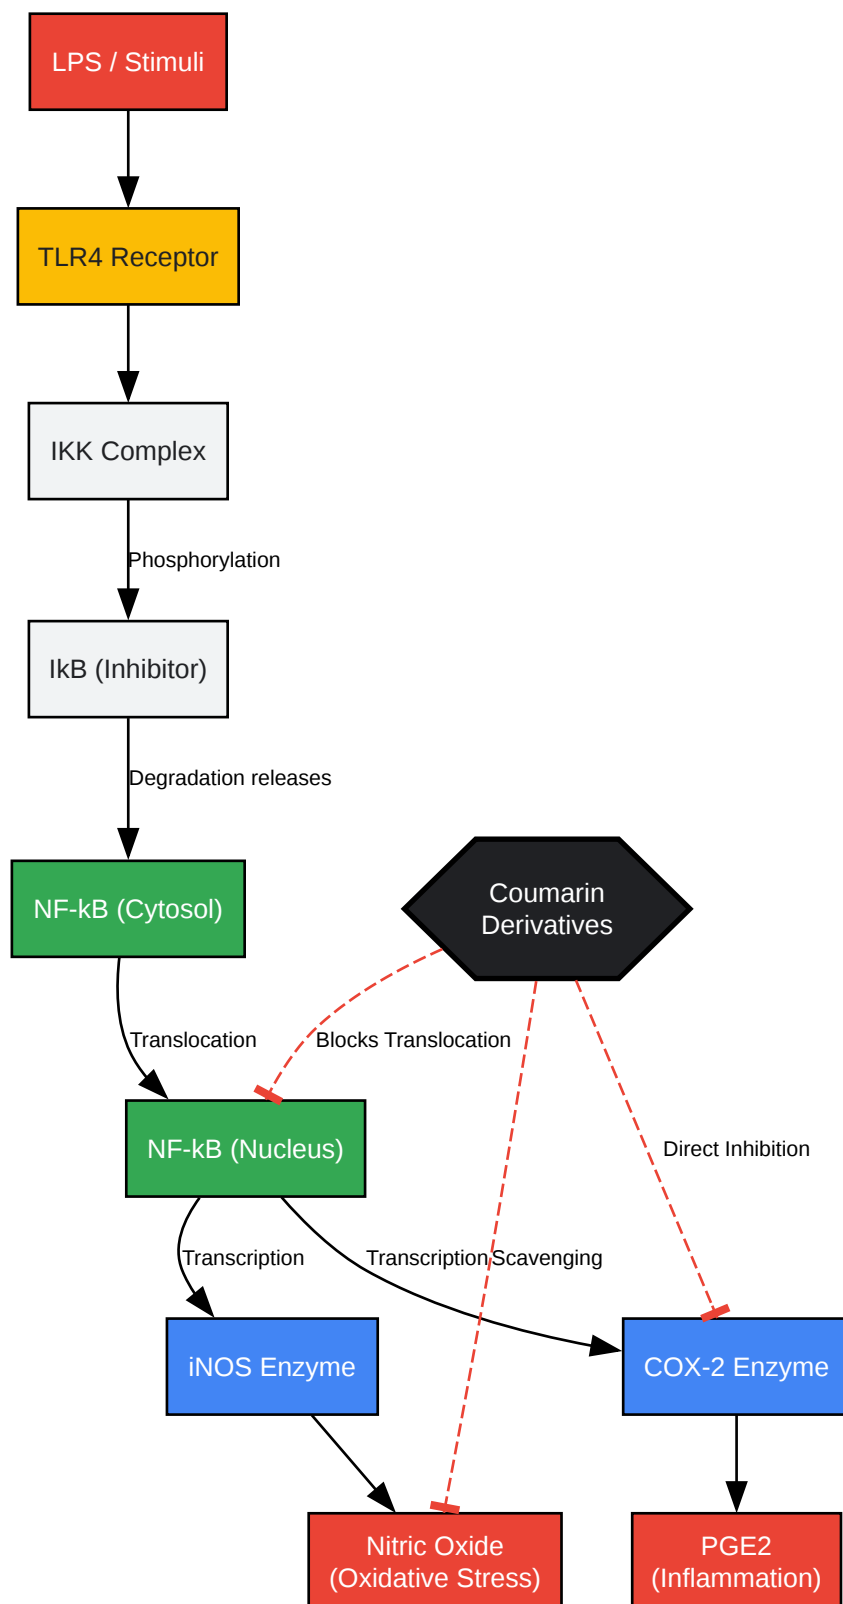 LPS / Stimuli
TLR4 Receptor
IKK Complex
Phosphorylation
IkB (Inhibitor)
Degradation releases
NF-kB (Cytosol)
Coumarin
Derivatives
Translocation
Blocks Translocation
NF-kB (Nucleus)
Direct Inhibition
Transcription
Transcription
Scavenging
iNOS Enzyme
COX-2 Enzyme
Nitric Oxide
(Oxidative Stress)
PGE2
(Inflammation)